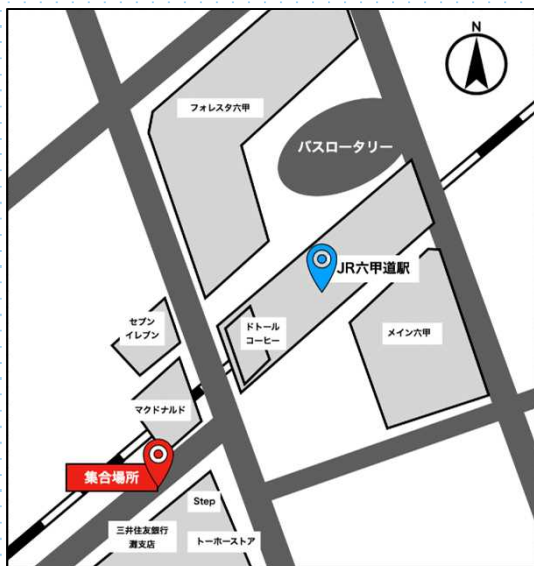 N
フォレスタ六甲
バスロータリー
JR六甲道駅
セブン
イレブン
ドトール
コーヒー
メイン六甲
マクドナルド
集合場所
Step
三井住友銀行
灘支店
トーホーストア